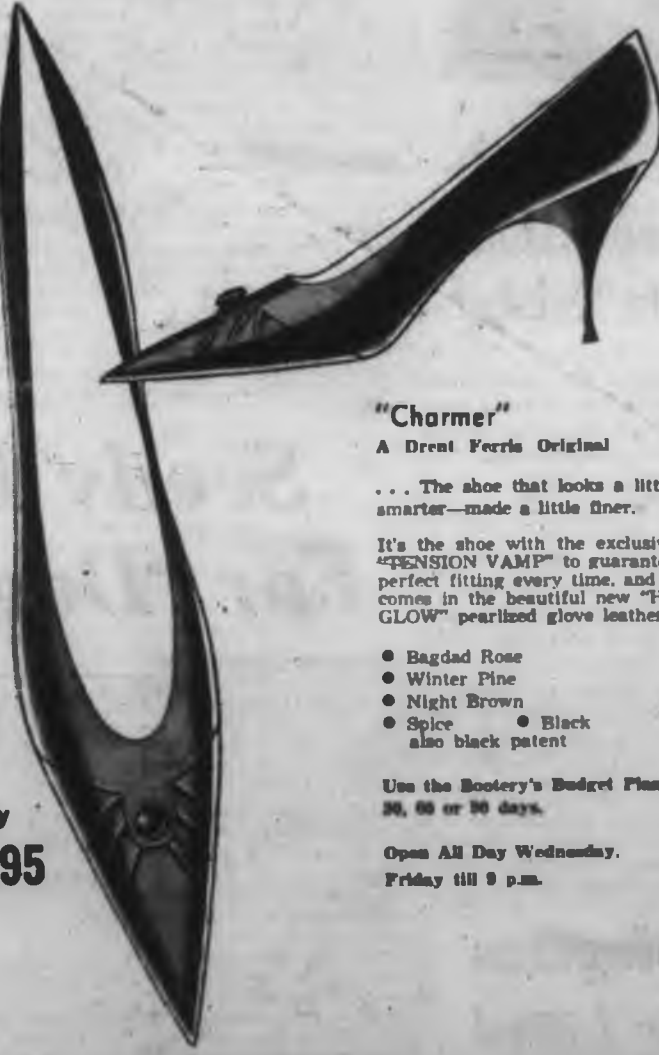 "Charmer"
A Drent Ferris Original
. . . The shoe that looks a litt
smarter—made a little finer.
It's the shoe with the exclusiv
"TENSION VAMP" to guarant
perfect fitting every time, and
comes in the beautiful new "H
GLOW" pearlized glove leathe
● Bagdad Rose
● Winter Pine
● Night Brown
● Spice ● Black
also black patent
Use the Bootery's Budget Plan
30, 60 or 90 days.
Open All Day Wednesday.
Friday till 9 p.m.
y
95